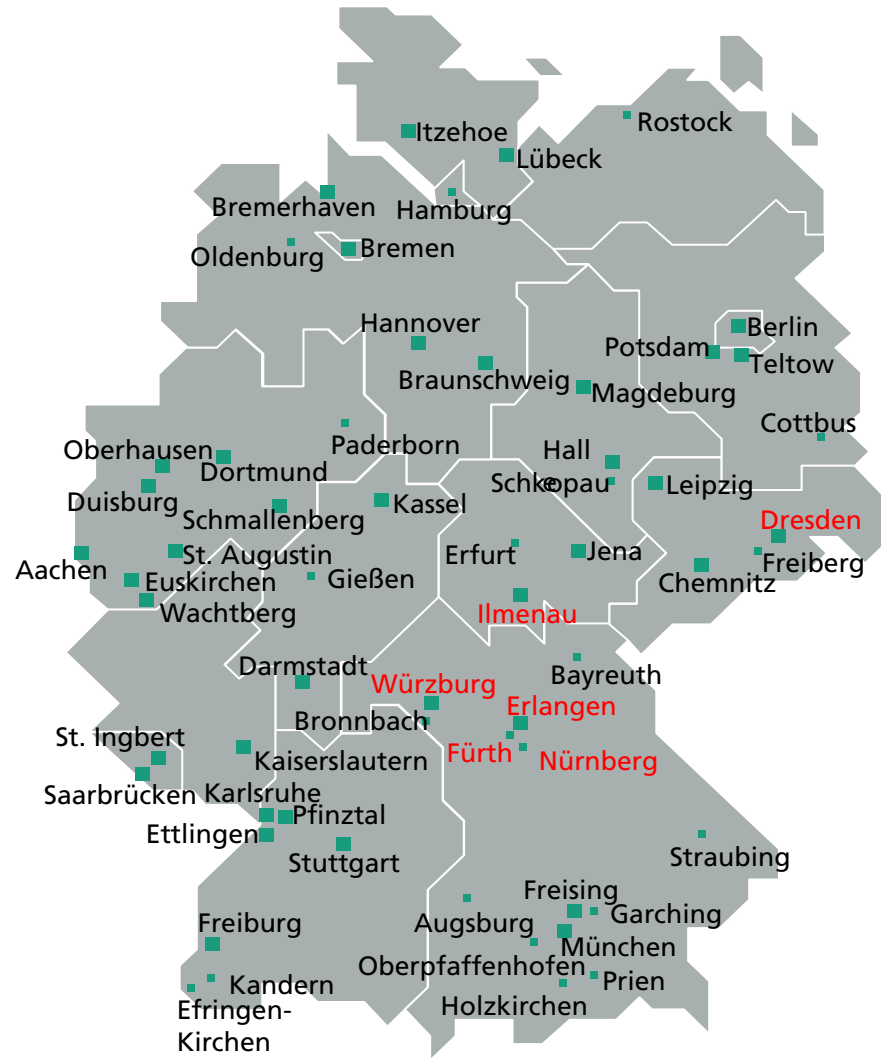 Itzehoe
Rostock
Lübeck
Bremerhaven
Hamburg
Oldenburg
Bremen
Hannover
Berlin
Potsdam
Teltow
Braunschweig
Magdeburg
Cottbus
Paderborn
Oberhausen
Dortmund
Hall
Schkeopau
Leipzig
Duisburg
Schmallenberg
Kassel
Dresden
Aachen
St. Augustin
Erfurt
Jena
Freiberg
Euskirchen
Gießen
Chemnitz
Wachtberg
Ilmenau
Darmstadt
Bayreuth
Würzburg
Erlangen
Bronnbach
St. Ingbert
Kaiserslautern
Fürth
Nürnberg
Saarbrücken
Karlsruhe
Pfinztal
Ettlingen
Stuttgart
Straubing
Freising
Freiburg
Augsburg
Garching
München
Oberpfaffenhofen
Kandern
Prien
Holzkirchen
Efringen-
Kirchen